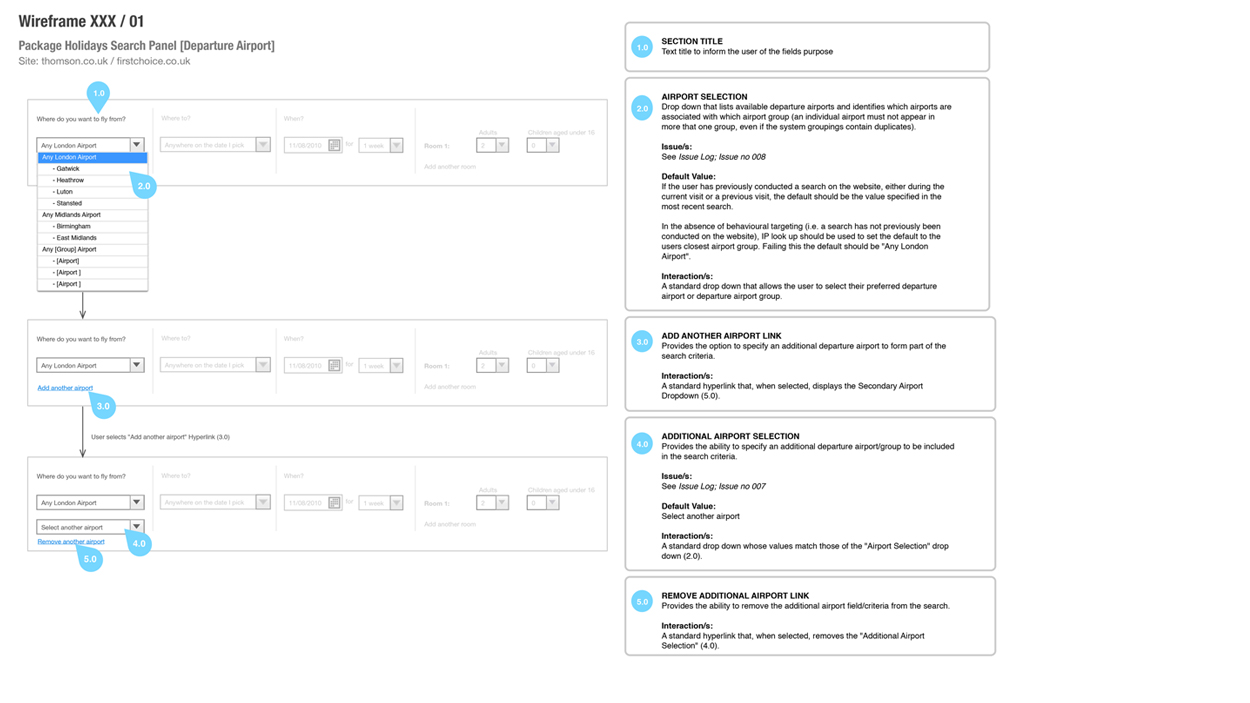 Wireframe XXX / 01
Package Holidays Search Panel [Departure Airport]
Site: thomson.co.uk / firstchoice.co.uk
1.0
Where do you want to fly from?
Where to?
When?
Adults
Children aged under 16
Any London Airport
Anywhere on the date I pick
11/08/2010
for
1 week
Room 1:
2
0
Add another room
Any London Airport
- Gatwick
- Heathrow
- Luton
- Stansted
Any Midlands Airport
- Birmingham
- East Midlands
Any [Group] Airport
- [Airport]
- [Airport ]
- [Airport ]
2.0
Where do you want to fly from?
Where to?
When?
Adults
Children aged under 16
Any London Airport
Anywhere on the date I pick
11/08/2010
for
1 week
Room 1:
2
0
Add another room
Add another airport
3.0
User selects "Add another airport" Hyperlink (3.0)
Where do you want to fly from?
Where to?
When?
Adults
Children aged under 16
Any London Airport
Anywhere on the date I pick
11/08/2010
for
1 week
Room 1:
2
0
Add another room
Select another airport
Remove another airport
4.0
5.0
1.0
SECTION TITLE
Text title to inform the user of the fields purpose
2.0
AIRPORT SELECTION
Drop down that lists available departure airports and identifies which airports are
associated with which airport group (an individual airport must not appear in
more that one group, even if the system groupings contain duplicates).
Issue/s:
See Issue Log; Issue no 008
Default Value:
If the user has previously conducted a search on the website, either during the
current visit or a previous visit, the default should be the value specified in the
most recent search.
In the absence of behavioural targeting (i.e. a search has not previously been
conducted on the website), IP look up should be used to set the default to the
users closest airport group. Failing this the default should be "Any London
Airport".
Interaction/s:
A standard drop down that allows the user to select their preferred departure
airport or departure airport group.
3.0
ADD ANOTHER AIRPORT LINK
Provides the option to specify an additional departure airport to form part of the
search criteria.
Interaction/s:
A standard hyperlink that, when selected, displays the Secondary Airport
Dropdown (5.0).
4.0
ADDITIONAL AIRPORT SELECTION
Provides the ability to specify an additional departure airport/group to be included
in the search criteria.
Issue/s:
See Issue Log; Issue no 007
Default Value:
Select another airport
Interaction/s:
A standard drop down whose values match those of the "Airport Selection" drop
down (2.0).
5.0
REMOVE ADDITIONAL AIRPORT LINK
Provides the ability to remove the additional airport field/criteria from the search.
Interaction/s:
A standard hyperlink that, when selected, removes the "Additional Airport
Selection" (4.0).